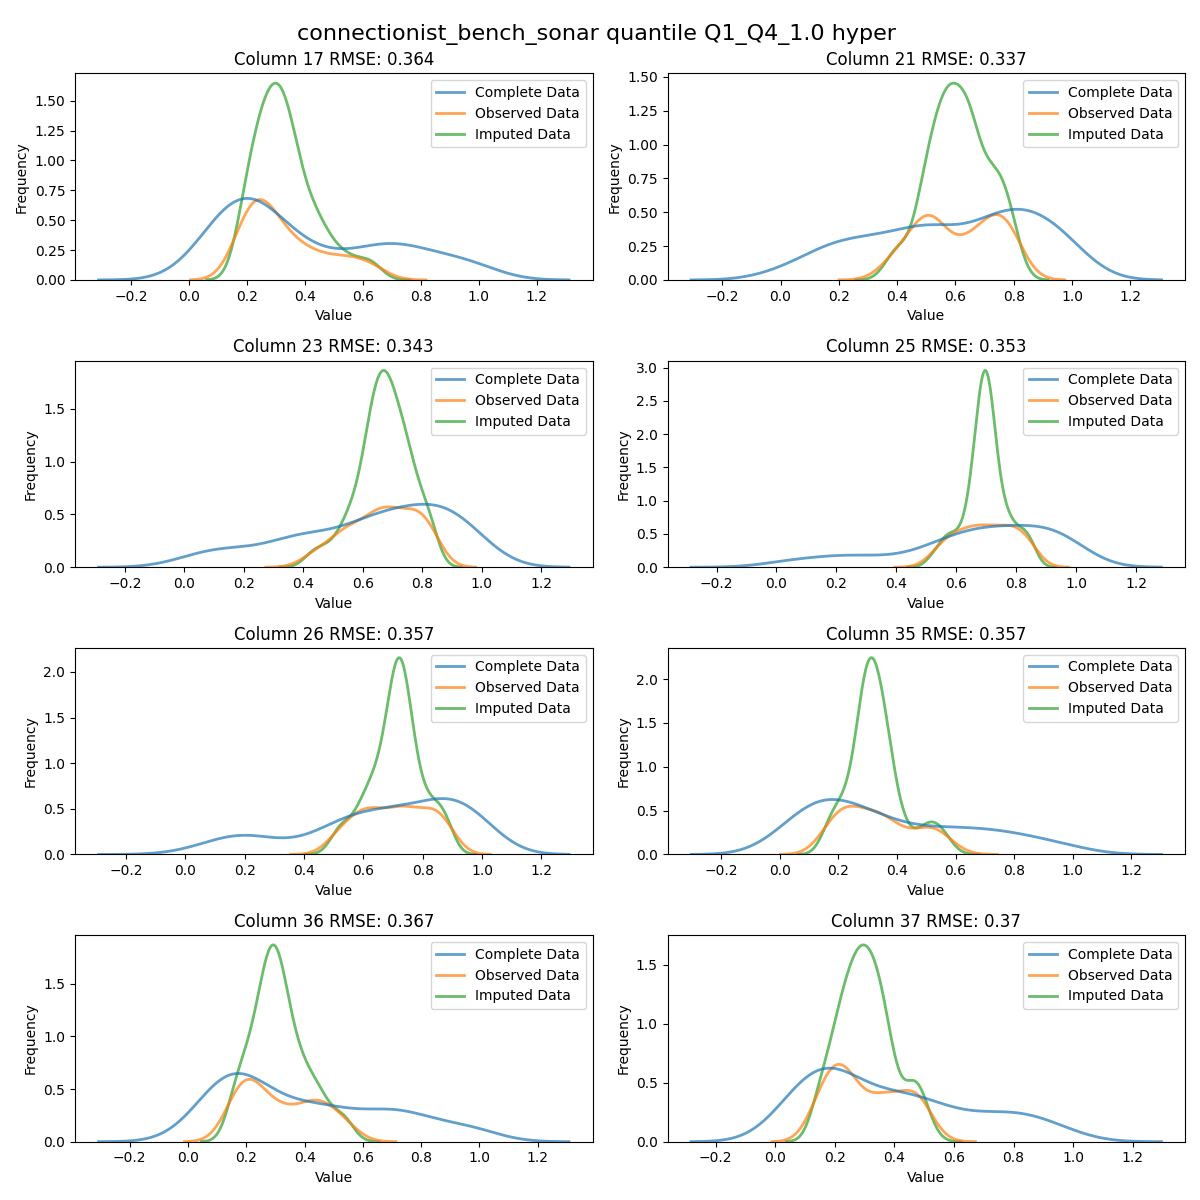 connectionist_bench_sonar quantile Q1_Q4_1.0 hyper
Column 17 RMSE: 0.364
Frequency
1.50
1.25
1.00
0.75
0.50
0.25
0.00
Complete Data
Observed Data
Imputed Data
−0.2 0.0 0.2 0.4 0.6 0.8 1.0 1.2
Value
Column 21 RMSE: 0.337
Frequency
1.50
1.25
1.00
0.75
0.50
0.25
0.00
Complete Data
Observed Data
Imputed Data
−0.2 0.0 0.2 0.4 0.6 0.8 1.0 1.2
Value
Column 23 RMSE: 0.343
Frequency
1.5
1.0
0.5
0.0
Complete Data
Observed Data
Imputed Data
−0.2 0.0 0.2 0.4 0.6 0.8 1.0 1.2
Value
Column 25 RMSE: 0.353
Frequency
3.0
2.5
2.0
1.5
1.0
0.5
0.0
Complete Data
Observed Data
Imputed Data
−0.2 0.0 0.2 0.4 0.6 0.8 1.0 1.2
Value
Column 26 RMSE: 0.357
Frequency
2.0
1.5
1.0
0.5
0.0
Complete Data
Observed Data
Imputed Data
−0.2 0.0 0.2 0.4 0.6 0.8 1.0 1.2
Value
Column 35 RMSE: 0.357
Frequency
2.0
1.5
1.0
0.5
0.0
Complete Data
Observed Data
Imputed Data
−0.2 0.0 0.2 0.4 0.6 0.8 1.0 1.2
Value
Column 36 RMSE: 0.367
Frequency
1.5
1.0
0.5
0.0
Complete Data
Observed Data
Imputed Data
−0.2 0.0 0.2 0.4 0.6 0.8 1.0 1.2
Value
Column 37 RMSE: 0.37
Frequency
1.5
1.0
0.5
0.0
Complete Data
Observed Data
Imputed Data
−0.2 0.0 0.2 0.4 0.6 0.8 1.0 1.2
Value